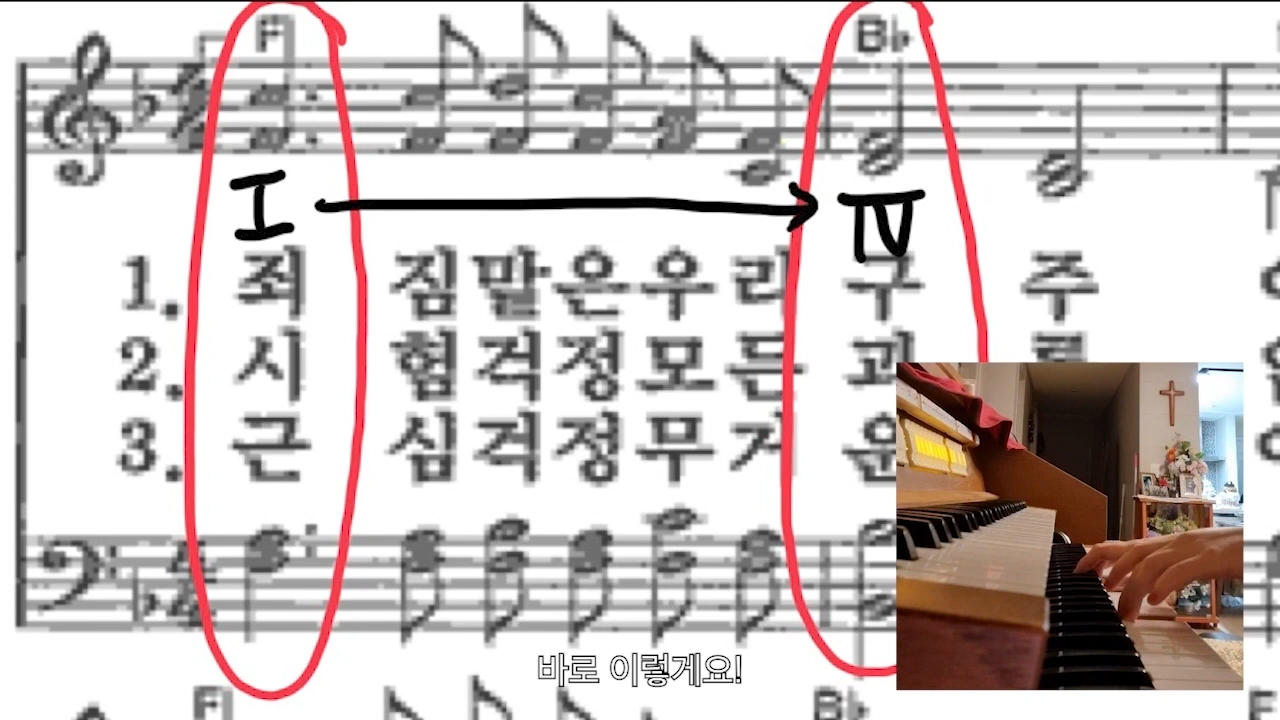 F B♭
I IV
1. 죄 짐 맡 은 우 리 구 주
2. 시 험 걱 정 모 든 괴
3. 근 심 걱 정 무 거 운
바로 이렇게요!
F B♭ F